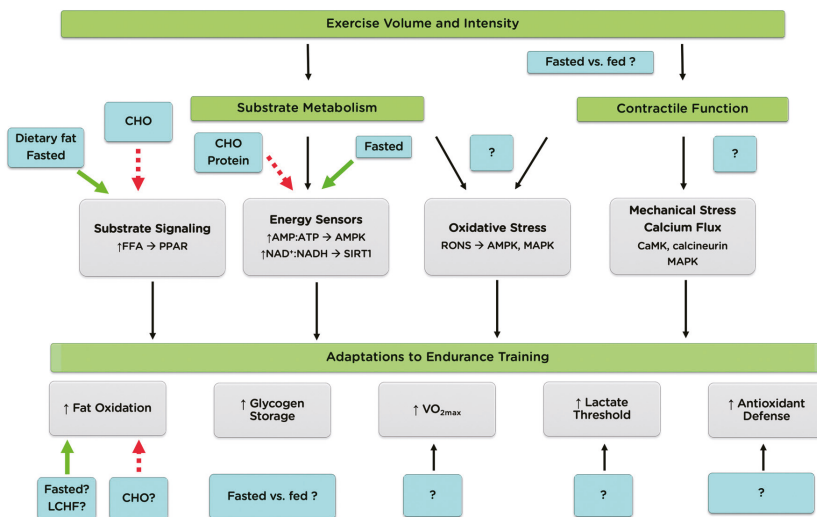 Exercise Volume and Intensity
Fasted vs. fed ?
Substrate Metabolism
Contractile Function
CHO
Dietary fat
Fasted
CHO
Protein
Fasted
?
?
Substrate Signaling
↑FFA → PPAR
Energy Sensors
↑AMP:ATP → AMPK
↑NAD⁺:NADH → SIRT1
Oxidative Stress
RONS → AMPK, MAPK
Mechanical Stress
Calcium Flux
CaMK, calcineurin
MAPK
Adaptations to Endurance Training
↑ Fat Oxidation
↑ Glycogen
Storage
↑ VO₂max
↑ Lactate
Threshold
↑ Antioxidant
Defense
Fasted?
LCHF?
CHO?
Fasted vs. fed ?
?
?
?